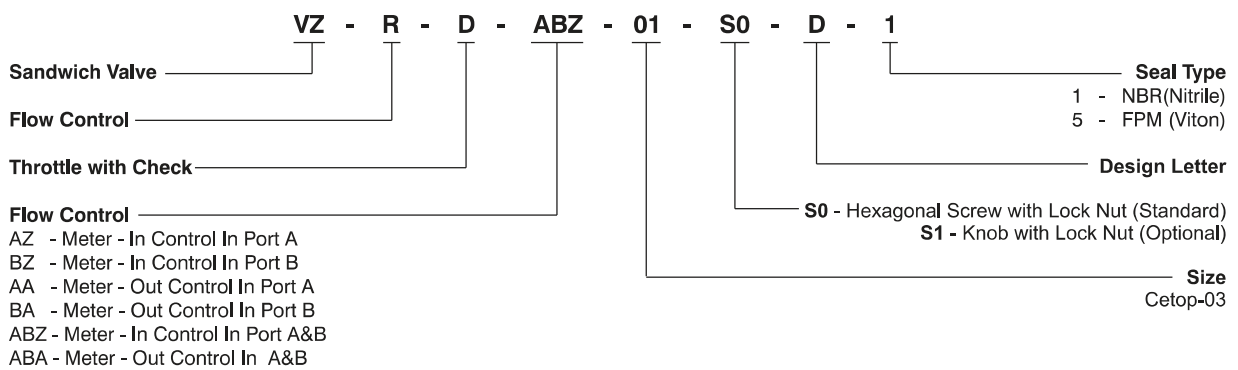 VZ - R - D - ABZ - 01 - S0 - D - 1
Sandwich Valve
Flow Control
Throttle with Check
Flow Control
AZ - Meter - In Control In Port A
BZ - Meter - In Control In Port B
AA - Meter - Out Control In Port A
BA - Meter - Out Control In Port B
ABZ - Meter - In Control In Port A&B
ABA - Meter - Out Control In A&B
Seal Type
1 - NBR(Nitrile)
5 - FPM (Viton)
Design Letter
S0 - Hexagonal Screw with Lock Nut (Standard)
S1 - Knob with Lock Nut (Optional)
Size
Cetop-03